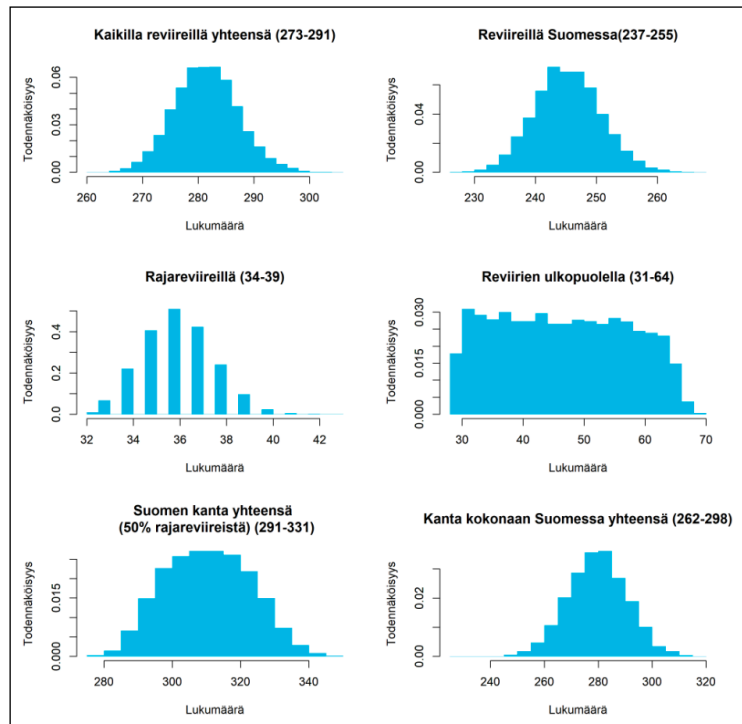 Kaikilla reviireillä yhteensä (273-291)
Todennäköisyys
0.00
0.03
0.06
260
270
280
290
300
Lukumäärä
Reviireillä Suomessa(237-255)
Todennäköisyys
0.00
0.04
230
240
250
260
Lukumäärä
Rajareviireillä (34-39)
Todennäköisyys
0.0
0.2
0.4
32
34
36
38
40
42
Lukumäärä
Reviirien ulkopuolella (31-64)
Todennäköisyys
0.000
0.015
0.030
30
40
50
60
70
Lukumäärä
Suomen kanta yhteensä
(50% rajareviireistä) (291-331)
Todennäköisyys
0.000
0.015
280
300
320
340
Lukumäärä
Kanta kokonaan Suomessa yhteensä (262-298)
Todennäköisyys
0.00
0.02
240
260
280
300
320
Lukumäärä